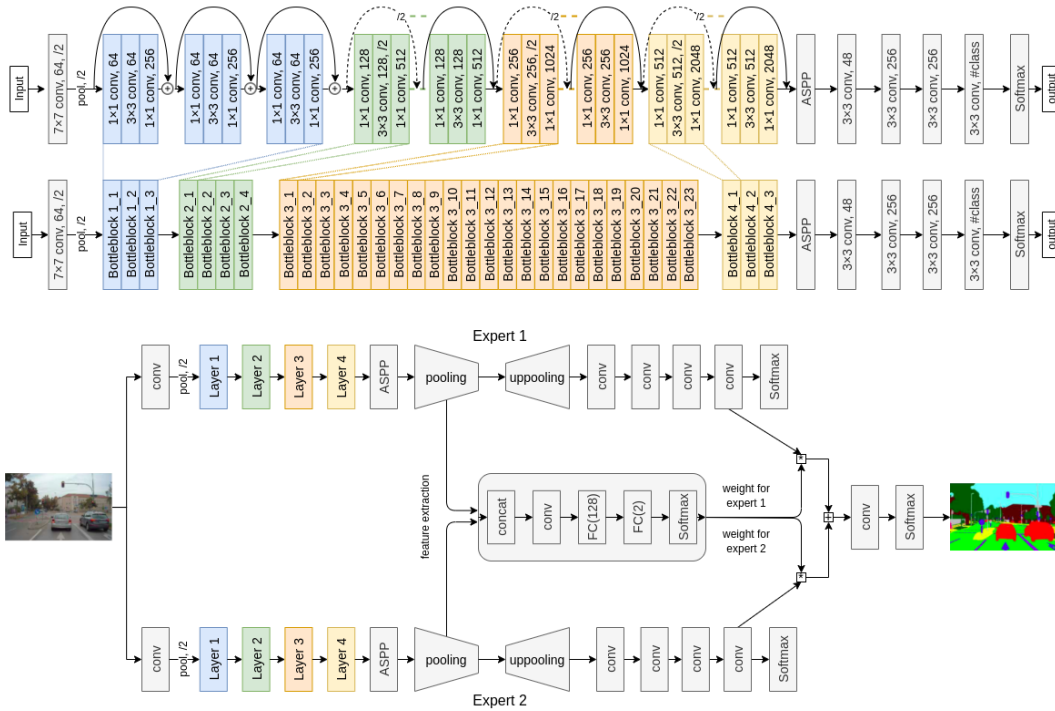 Input
7×7 conv, 64, /2
pool, /2
1×1 conv, 64
3×3 conv, 64
1×1 conv, 256
1×1 conv, 64
3×3 conv, 64
1×1 conv, 256
1×1 conv, 64
3×3 conv, 64
1×1 conv, 256
/2
1×1 conv, 128
3×3 conv, 128, /2
1×1 conv, 512
1×1 conv, 128
3×3 conv, 128
1×1 conv, 512
/2
1×1 conv, 256
3×3 conv, 256, /2
1×1 conv, 1024
1×1 conv, 256
3×3 conv, 256
1×1 conv, 1024
/2
1×1 conv, 512
3×3 conv, 512, /2
1×1 conv, 2048
1×1 conv, 512
3×3 conv, 512
1×1 conv, 2048
ASPP
3×3 conv, 48
3×3 conv, 256
3×3 conv, 256
3×3 conv, #class
Softmax
output
Input
7×7 conv, 64, /2
pool, /2
Bottleblock 1_1
Bottleblock 1_2
Bottleblock 1_3
Bottleblock 2_1
Bottleblock 2_2
Bottleblock 2_3
Bottleblock 2_4
Bottleblock 3_1
Bottleblock 3_2
Bottleblock 3_3
Bottleblock 3_4
Bottleblock 3_5
Bottleblock 3_6
Bottleblock 3_7
Bottleblock 3_8
Bottleblock 3_9
Bottleblock 3_10
Bottleblock 3_11
Bottleblock 3_12
Bottleblock 3_13
Bottleblock 3_14
Bottleblock 3_15
Bottleblock 3_16
Bottleblock 3_17
Bottleblock 3_18
Bottleblock 3_19
Bottleblock 3_20
Bottleblock 3_21
Bottleblock 3_22
Bottleblock 3_23
Bottleblock 4_1
Bottleblock 4_2
Bottleblock 4_3
ASPP
3×3 conv, 48
3×3 conv, 256
3×3 conv, 256
3×3 conv, #class
Softmax
output
Expert 1
conv
pool, /2
Layer 1
Layer 2
Layer 3
Layer 4
ASPP
pooling
uppooling
conv
conv
conv
conv
Softmax
feature extraction
concat
conv
FC(128)
FC(2)
Softmax
weight for
expert 1
weight for
expert 2
*
+
*
conv
Softmax
conv
pool, /2
Layer 1
Layer 2
Layer 3
Layer 4
ASPP
pooling
uppooling
conv
conv
conv
conv
Softmax
Expert 2